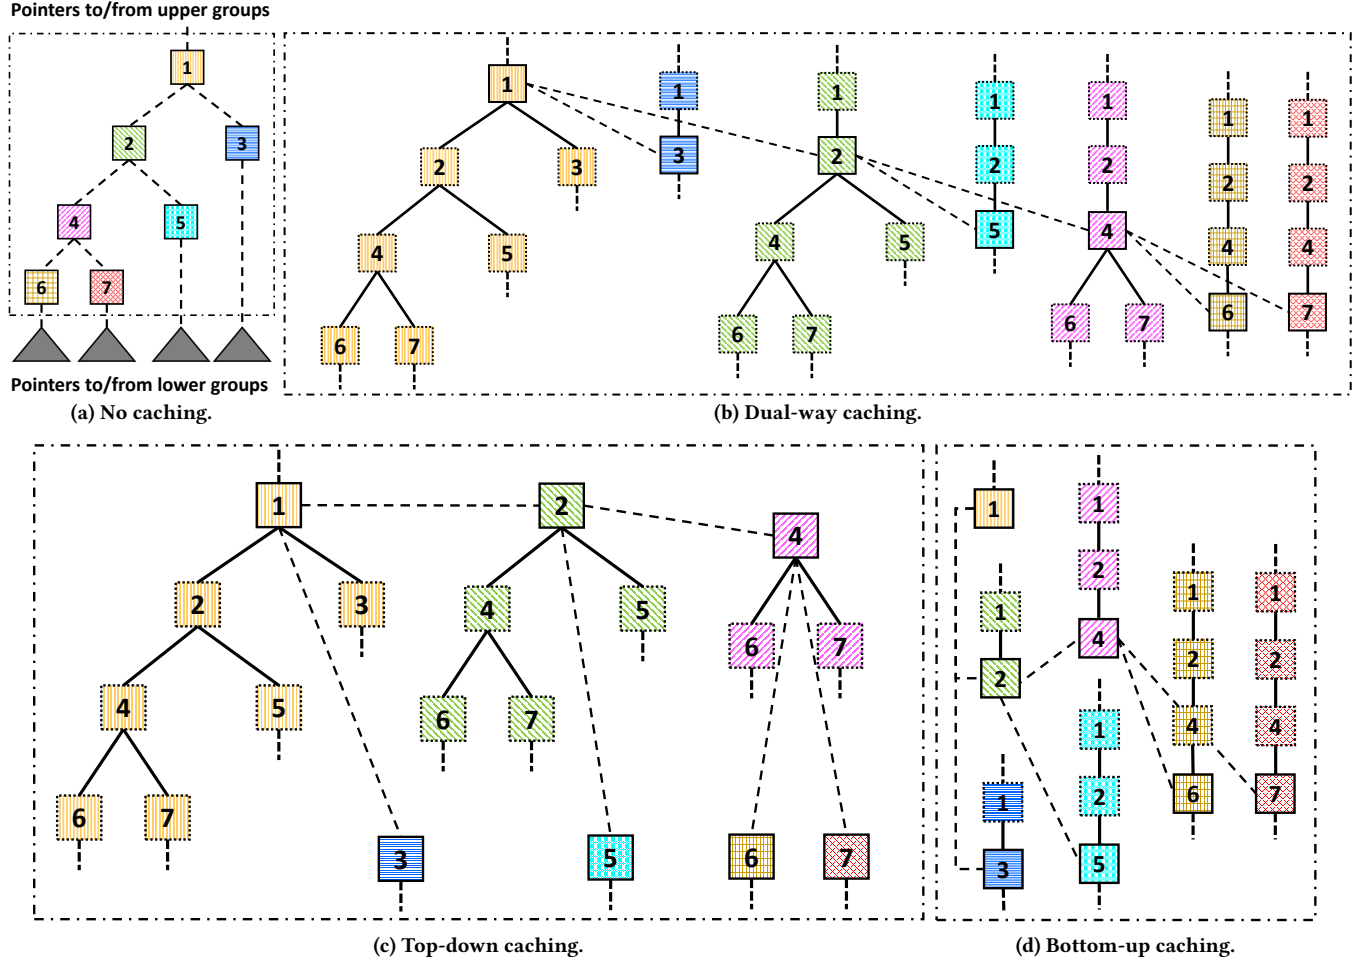 Pointers to/from upper groups
1
2 3
4 5
6 7
Pointers to/from lower groups
(a) No caching.
1 1 1 1 1 1 1
2 3 3 2 2 2 2 2
4 5 4 5 5 4 4 4
6 7 6 7 6 7 6 7
(b) Dual-way caching.
1 2 4
2 3 4 5 6 7
4 5 6 7
6 7 3 5 6 7
(c) Top-down caching.
1 1
1 2 1 1
2 4 2 2
1 1 4 4
1 2 6 7
3 5
(d) Bottom-up caching.